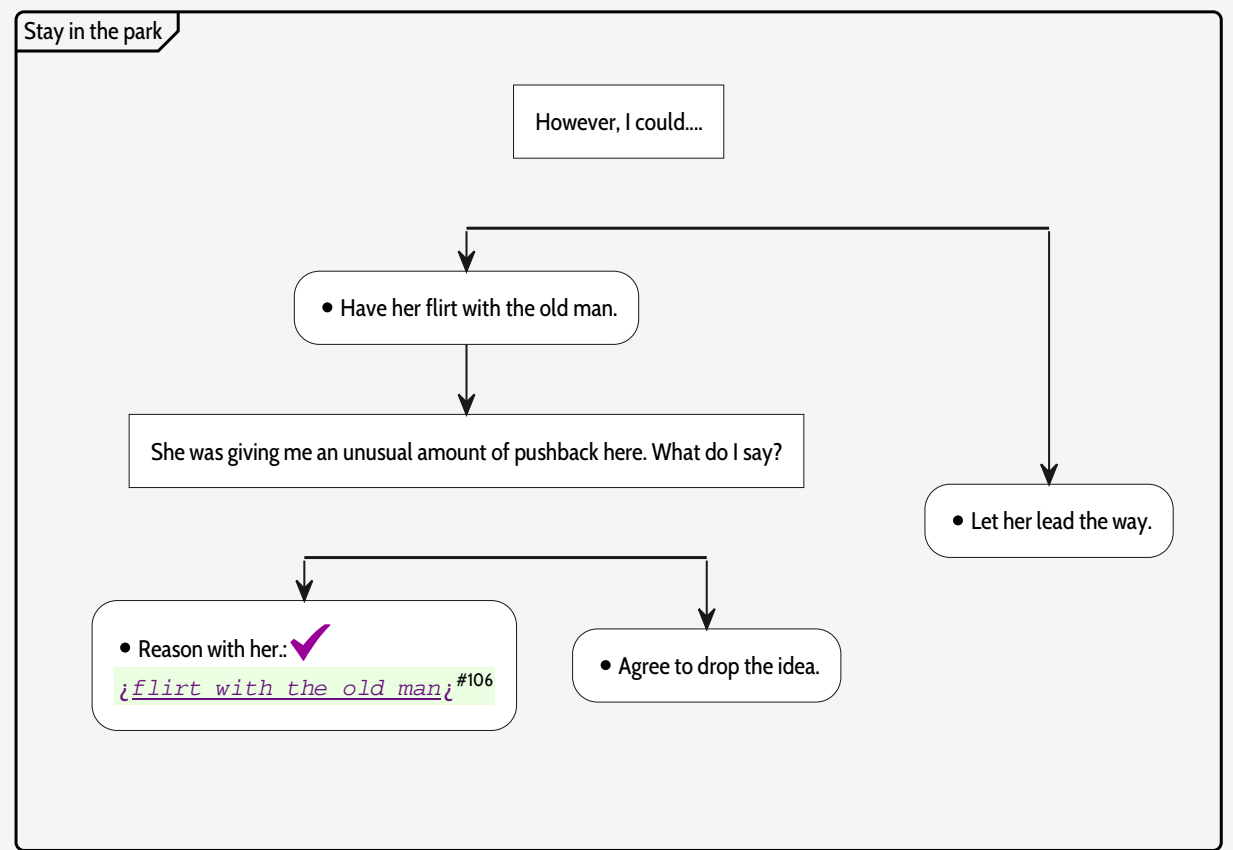 Stay in the park
However, I could....
• Have her flirt with the old man.
She was giving me an unusual amount of pushback here. What do I say?
• Let her lead the way.
• Reason with her.: ✔
¿flirt with the old man¿#106
• Agree to drop the idea.